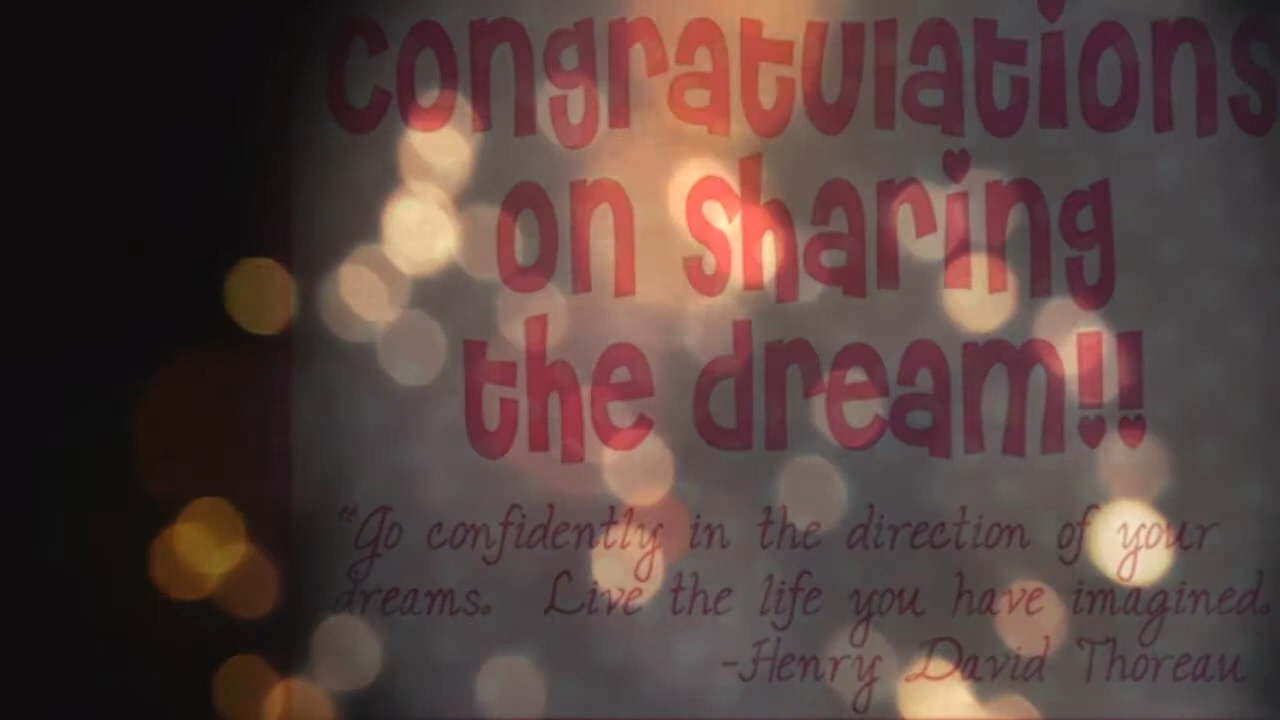 congratulations
on sharing
the dream!!
"Go confidently in the direction of your
dreams. Live the life you have imagined.
-Henry David Thoreau